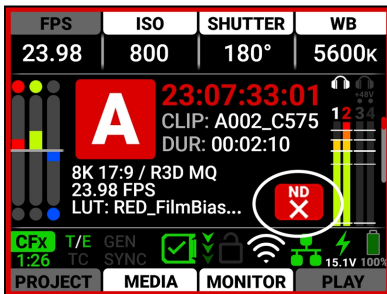 FPS ISO SHUTTER WB
23.98 800 180° 5600K
A
23:07:33:01
CLIP: A002_C575
DUR: 00:02:10
+48V
1 2 3 4
8K 17:9 / R3D MQ
23.98 FPS
LUT: RED_FilmBias...
ND
CFx T/E GEN
1:26 TC SYNC
15.1V 100%
PROJECT MEDIA MONITOR PLAY